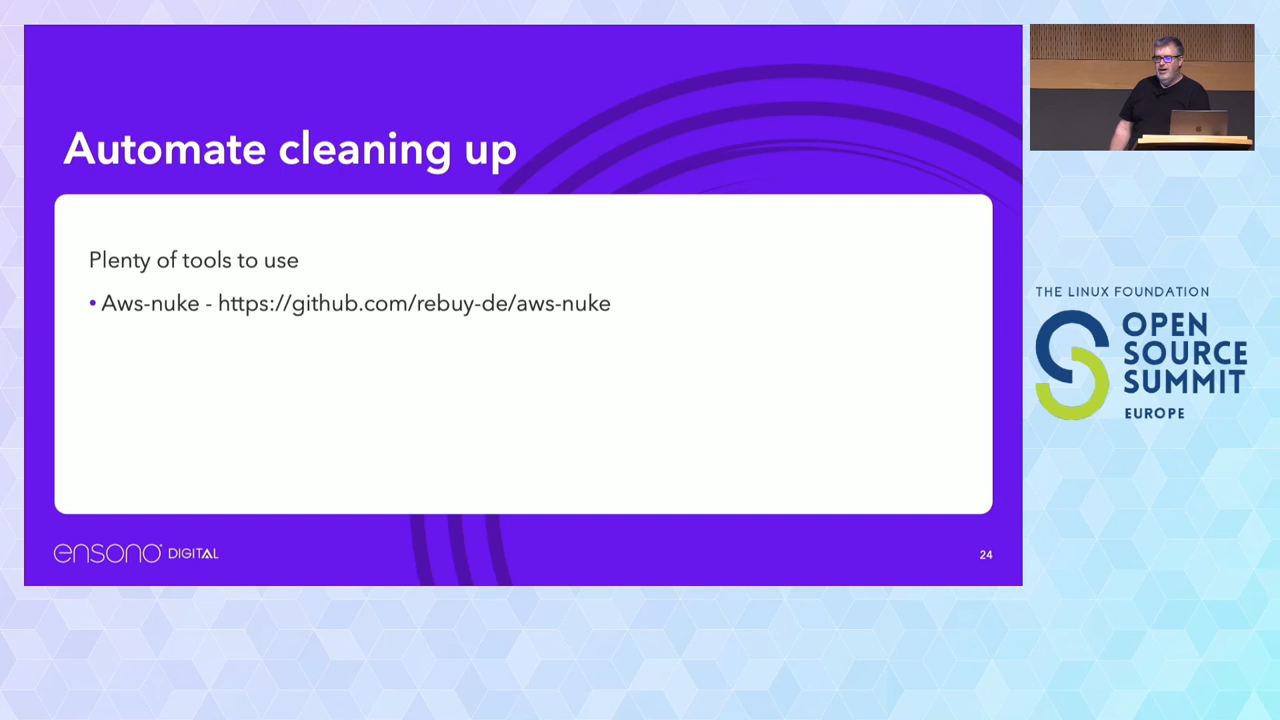 Automate cleaning up
Plenty of tools to use
• Aws-nuke - https://github.com/rebuy-de/aws-nuke
ensono DIGITAL
24
THE LINUX FOUNDATION
OPEN
SOURCE
SUMMIT
EUROPE